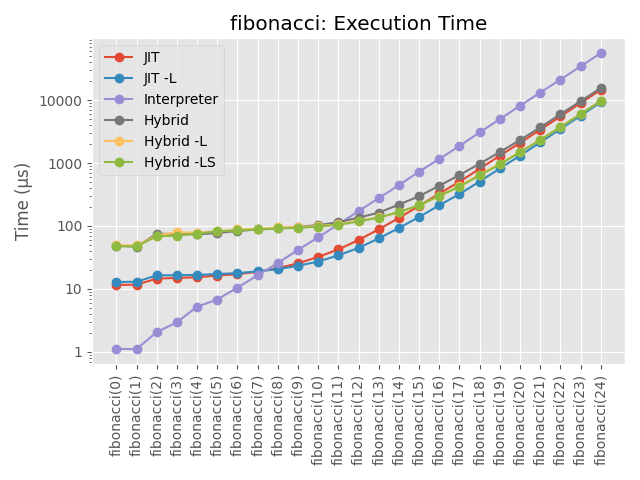 fibonacci: Execution Time
JIT
JIT -L
Interpreter
Hybrid
Hybrid -L
Hybrid -LS
Time (µs)
10000
1000
100
10
1
fibonacci(0)
fibonacci(1)
fibonacci(2)
fibonacci(3)
fibonacci(4)
fibonacci(5)
fibonacci(6)
fibonacci(7)
fibonacci(8)
fibonacci(9)
fibonacci(10)
fibonacci(11)
fibonacci(12)
fibonacci(13)
fibonacci(14)
fibonacci(15)
fibonacci(16)
fibonacci(17)
fibonacci(18)
fibonacci(19)
fibonacci(20)
fibonacci(21)
fibonacci(22)
fibonacci(23)
fibonacci(24)